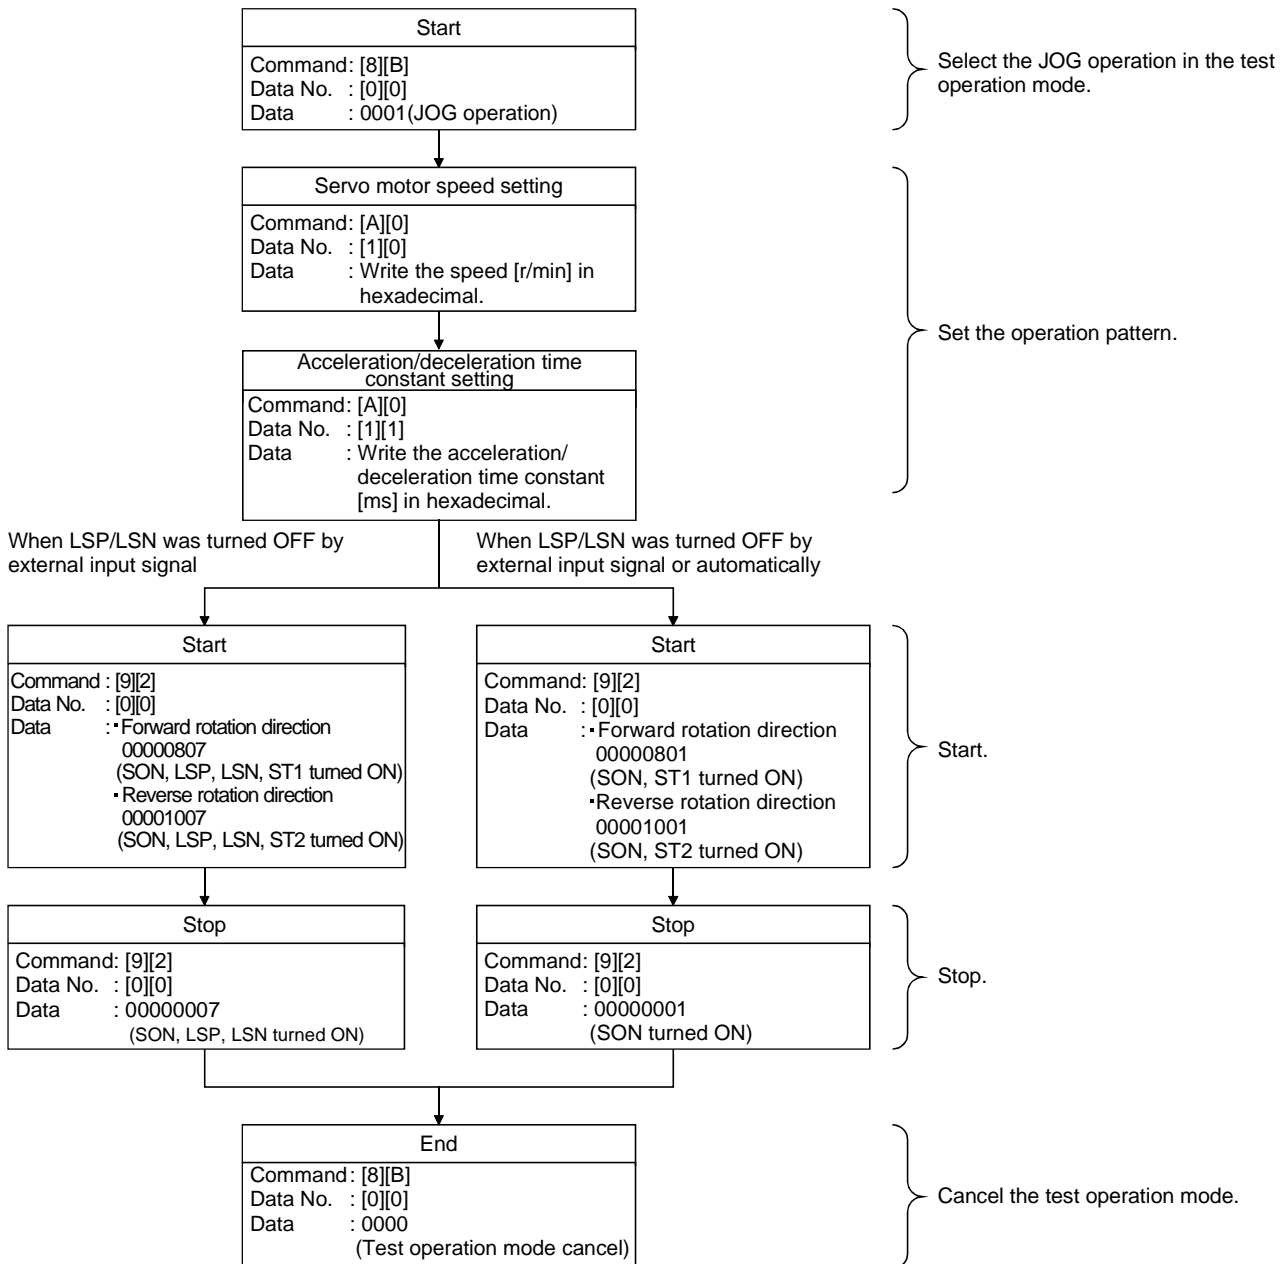 Start
Command: [8][B]
Data No. : [0][0]
Data : 0001(JOG operation)
Select the JOG operation in the test
operation mode.
Servo motor speed setting
Command: [A][0]
Data No. : [1][0]
Data : Write the speed [r/min] in
hexadecimal.
Acceleration/deceleration time
constant setting
Command: [A][0]
Data No. : [1][1]
Data : Write the acceleration/
deceleration time constant
[ms] in hexadecimal.
Set the operation pattern.
When LSP/LSN was turned OFF by
external input signal
When LSP/LSN was turned OFF by
external input signal or automatically
Start
Command : [9][2]
Data No. : [0][0]
Data : ▪Forward rotation direction
00000807
(SON, LSP, LSN, ST1 turned ON)
▪Reverse rotation direction
00001007
(SON, LSP, LSN, ST2 turned ON)
Start
Command: [9][2]
Data No. : [0][0]
Data : ▪Forward rotation direction
00000801
(SON, ST1 turned ON)
▪Reverse rotation direction
00001001
(SON, ST2 turned ON)
Start.
Stop
Command: [9][2]
Data No. : [0][0]
Data : 00000007
(SON, LSP, LSN turned ON)
Stop
Command: [9][2]
Data No. : [0][0]
Data : 00000001
(SON turned ON)
Stop.
End
Command: [8][B]
Data No. : [0][0]
Data : 0000
(Test operation mode cancel)
Cancel the test operation mode.